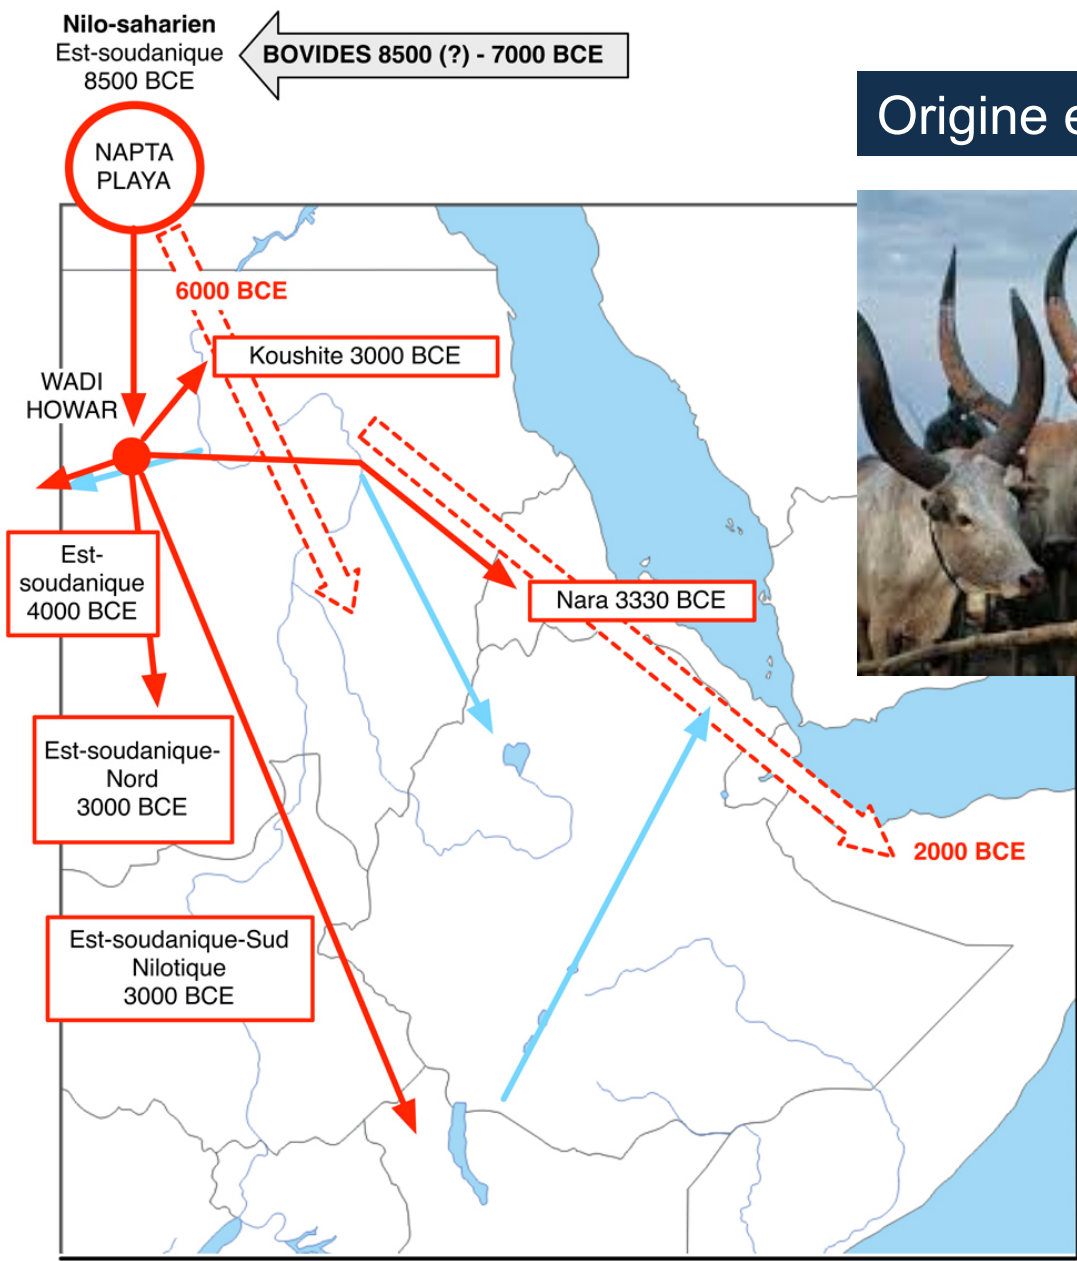 Nilo-saharien
Est-soudanique
8500 BCE
BOVIDES 8500 (?) - 7000 BCE
Origine e
NAPTA
PLAYA
6000 BCE
Koushite 3000 BCE
WADI
HOWAR
Est-
soudanique
4000 BCE
Nara 3330 BCE
Est-soudanique-
Nord
3000 BCE
2000 BCE
Est-soudanique-Sud
Nilotique
3000 BCE